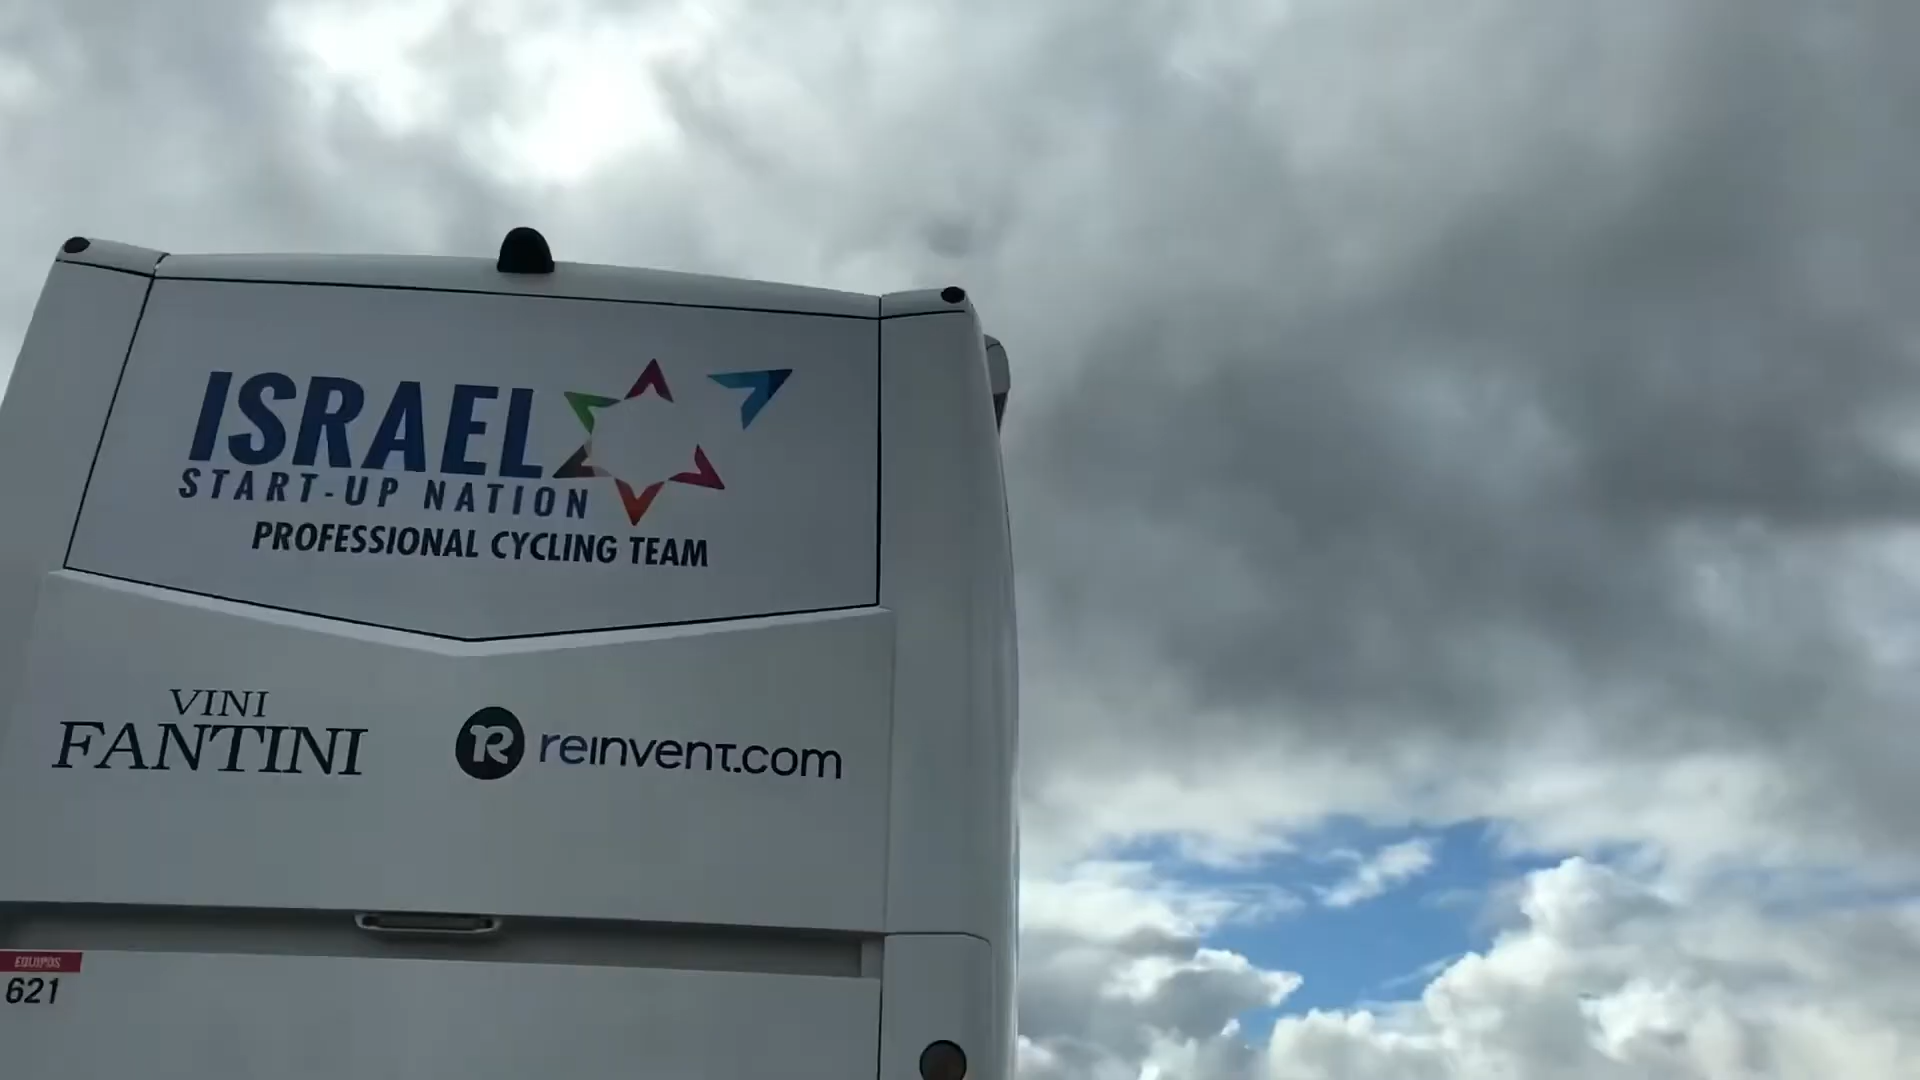 ISRAEL
START-UP NATION
PROFESSIONAL CYCLING TEAM
VINI
FANTINI
reinvent.com
EQUIPOS
621